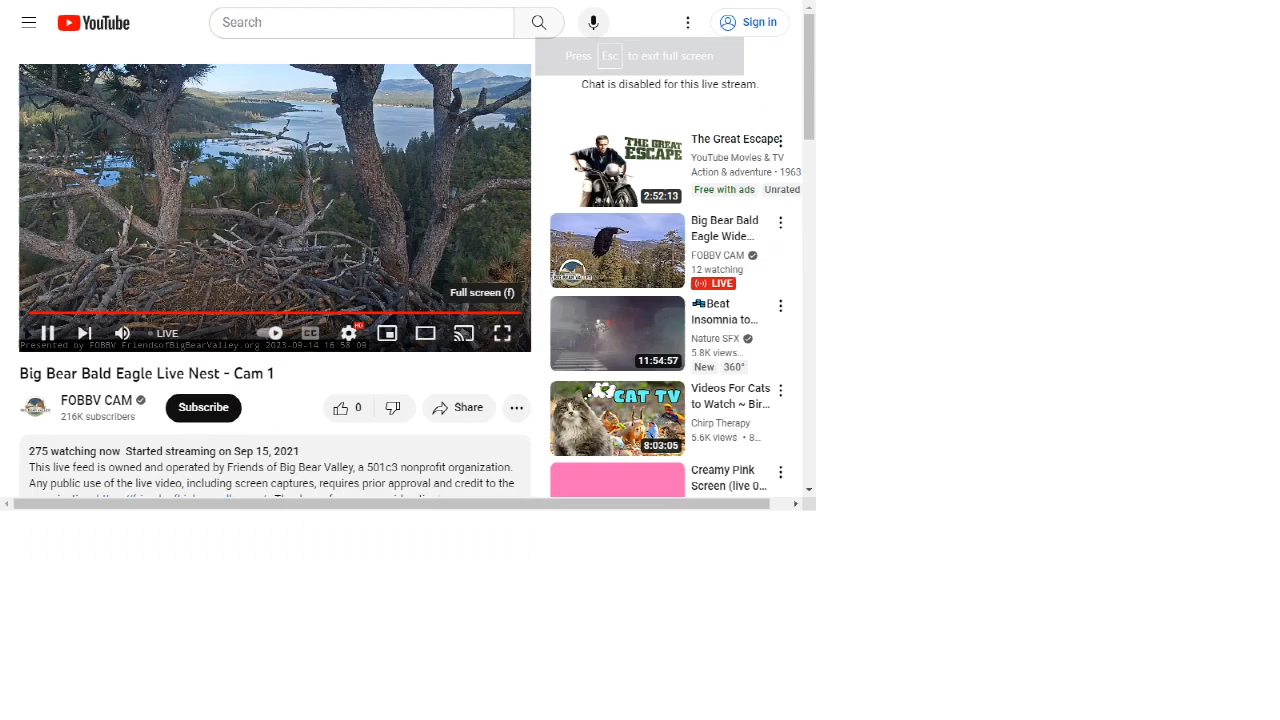 YouTube
Search
Sign in
Press Esc to exit full screen
Chat is disabled for this live stream.
Full screen (f)
LIVE
CC
HD
Presented by FOBBV FriendsofBigBearValley.org 2023-09-14 16:58:09
Big Bear Bald Eagle Live Nest - Cam 1
FOBBV CAM
216K subscribers
Subscribe
0
Share
275 watching now Started streaming on Sep 15, 2021
This live feed is owned and operated by Friends of Big Bear Valley, a 501c3 nonprofit organization.
Any public use of the live video, including screen captures, requires prior approval and credit to the
THE GREAT
ESCAPE
2:52:13
The Great Escape
YouTube Movies & TV
Action & adventure • 1963
Free with ads Unrated
Big Bear Bald
Eagle Wide...
FOBBV CAM
12 watching
LIVE
11:54:57
Beat
Insomnia to...
Nature SFX
5.8K views...
New 360°
CAT TV
8:03:05
Videos For Cats
to Watch ~ Bir...
Chirp Therapy
5.6K views • 8...
Creamy Pink
Screen (live 0...